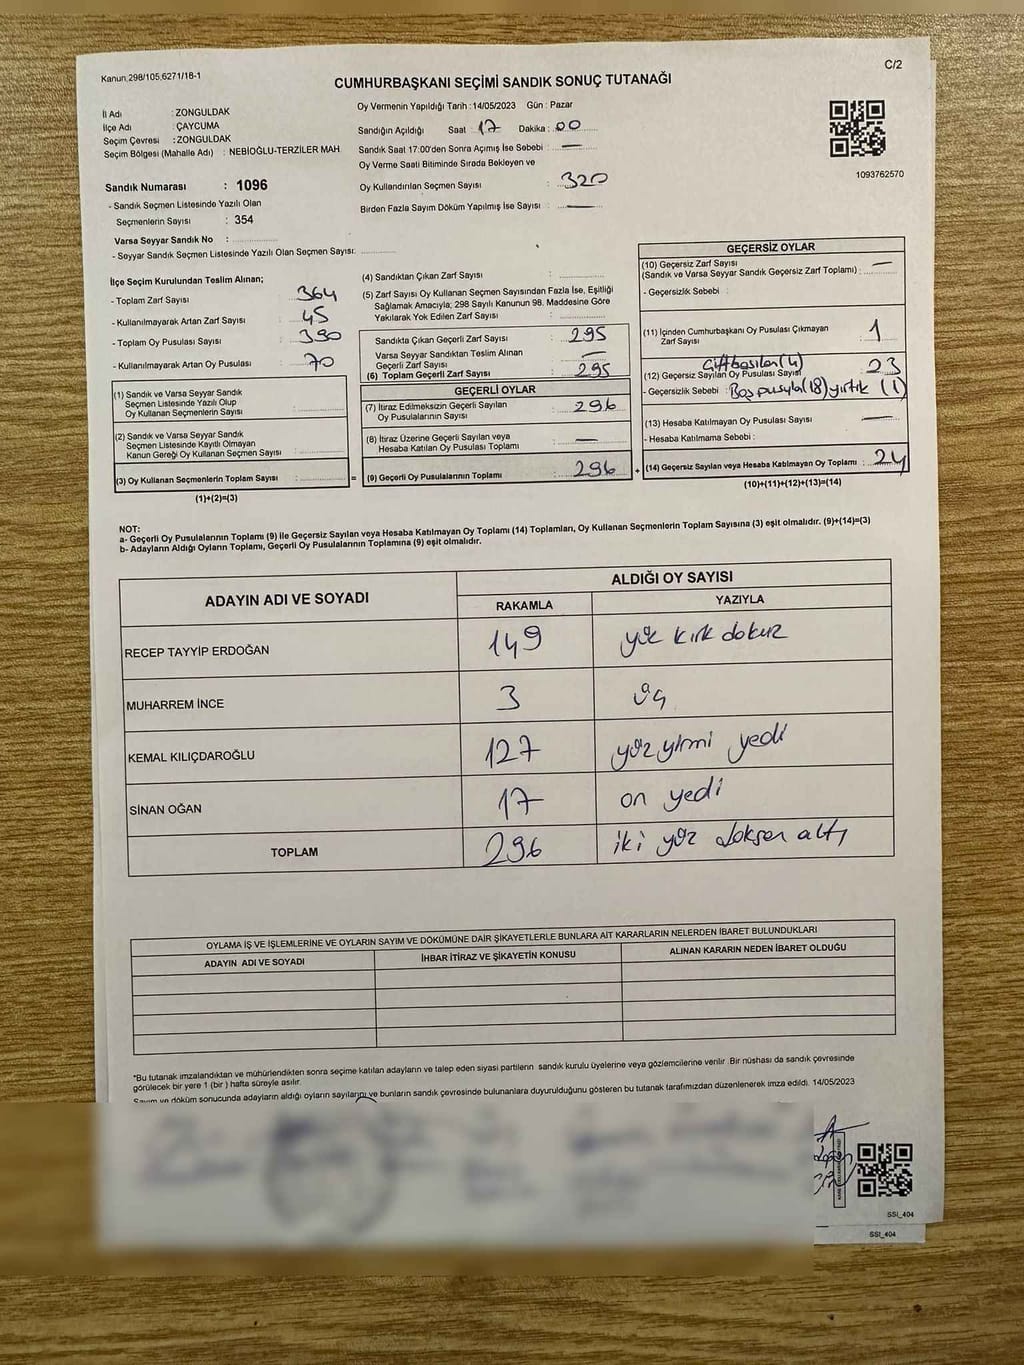 Kanun,298/105,6271/18-1
C/2
CUMHURBAŞKANI SEÇİMİ SANDIK SONUÇ TUTANAĞI
İl Adı : ZONGULDAK
İlçe Adı : ÇAYCUMA
Seçim Çevresi : ZONGULDAK
Seçim Bölgesi (Mahalle Adı) : NEBİOĞLU-TERZİLER MAH.
Sandık Numarası : 1096
- Sandık Seçmen Listesinde Yazılı Olan
Seçmenlerin Sayısı : 354
Varsa Seyyar Sandık No :
- Seyyar Sandık Seçmen Listesinde Yazılı Olan Seçmen Sayısı:
Oy Vermenin Yapıldığı Tarih :14/05/2023 Gün : Pazar
Sandığın Açıldığı Saat : 17 Dakika : 00
Sandık Saat 17:00'den Sonra Açımış İse Sebebi : —
Oy Verme Saati Bitiminde Sırada Bekleyen ve
Oy Kullandırılan Seçmen Sayısı : 320
Birden Fazla Sayım Döküm Yapılmış İse Sayısı : —
1093762570
İlçe Seçim Kurulundan Teslim Alınan;
- Toplam Zarf Sayısı : 364
- Kullanılmayarak Artan Zarf Sayısı : 45
- Toplam Oy Pusulası : 390
- Kullanılmayarak Artan Oy Pusulası : 70
(1) Sandık ve Varsa Seyyar Sandık
Seçmen Listesinde Yazılı Olup
Oy Kullanan Seçmenlerin Sayısı :
(2) Sandık ve Varsa Seyyar Sandık
Seçmen Listesinde Kayıtlı Olmayan
Kanun Gereği Oy Kullanan Seçmen Sayısı :
(3) Oy Kullanan Seçmenlerin Toplam Sayısı :
(1)+(2)=(3)
(4) Sandıktan Çıkan Zarf Sayısı :
(5) Zarf Sayısı Oy Kullanan Seçmen Sayısından Fazla İse, Eşitliği
Sağlamak Amacıyla; 298 Sayılı Kanunun 98. Maddesine Göre
Yakılarak Yok Edilen Zarf Sayısı :
Sandıkta Çıkan Geçerli Zarf Sayısı : 295
Varsa Seyyar Sandıktan Teslim Alınan
Geçerli Zarf Sayısı : —
(6) Toplam Geçerli Zarf Sayısı : 295
GEÇERLİ OYLAR
(7) İtiraz Edilmeksizin Geçerli Sayılan
Oy Pusulalarının Sayısı : 296
(8) İtiraz Üzerine Geçerli Sayılan veya
Hesaba Katılan Oy Pusulası Toplamı : —
= (9) Geçerli Oy Pusulalarının Toplamı : 296 +
GEÇERSİZ OYLAR
(10) Geçersiz Zarf Sayısı —
(Sandık ve Varsa Seyyar Sandık Geçersiz Zarf Toplamı) :
- Geçersizlik Sebebi :
(11) İçinden Cumhurbaşkanı Oy Pusulası Çıkmayan
Zarf Sayısı : 1
Çift basılan (4)
(12) Geçersiz Sayılan Oy Pusulası Sayısı : 23
- Geçersizlik Sebebi : Boş pusula (18) yırtık (1)
(13) Hesaba Katılmayan Oy Pusulası Sayısı : —
- Hesaba Katılmama Sebebi :
(14) Geçersiz Sayılan veya Hesaba Katılmayan Oy Toplamı : 24
(10)+(11)+(12)+(13)=(14)
NOT:
a- Geçerli Oy Pusulalarının Toplamı (9) ile Geçersiz Sayılan veya Hesaba Katılmayan Oy Toplamı (14) Toplamları, Oy Kullanan Seçmenlerin Toplam Sayısına (3) eşit olmalıdır. (9)+(14)=(3)
b- Adayların Aldığı Oyların Toplamı, Geçerli Oy Pusulalarının Toplamına (9) eşit olmalıdır.
ADAYIN ADI VE SOYADI ALDIĞI OY SAYISI
RAKAMLA YAZIYLA
RECEP TAYYİP ERDOĞAN 149 yüz kırk dokuz
MUHARREM İNCE 3 üç
KEMAL KILIÇDAROĞLU 127 yüz yirmi yedi
SİNAN OĞAN 17 on yedi
TOPLAM 296 iki yüz doksan altı
OYLAMA İŞ VE İŞLEMLERİNE VE OYLARIN SAYIM VE DÖKÜMÜNE DAİR ŞİKAYETLERLE BUNLARA AİT KARARLARIN NELERDEN İBARET BULUNDUKLARI
ADAYIN ADI VE SOYADI İHBAR İTİRAZ VE ŞİKAYETİN KONUSU ALINAN KARARIN NEDEN İBARET OLDUĞU
*Bu tutanak imzalandıktan ve mühürlendikten sonra seçime katılan adayların ve talep eden siyasi partilerin sandık kurulu üyelerine veya gözlemcilerine verilir .Bir nüshası da sandık çevresinde
görülecek bir yere 1 (bir ) hafta süreyle asılır.
Sayım ve döküm sonucunda adayların aldığı oyların sayılarını ve bunların sandık çevresinde bulunanlara duyurulduğunu gösteren bu tutanak tarafımızdan düzenlenerek imza edildi. 14/05/2023
SSİ_404
SSİ_404